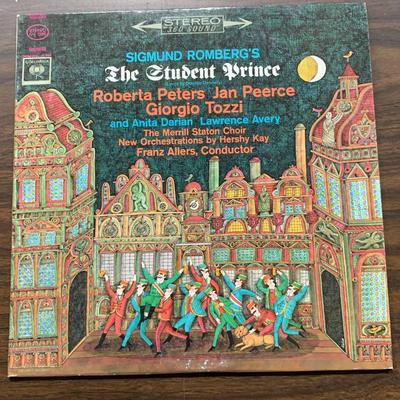 STEREO
360 SOUND
COLUMBIA
SIGMUND ROMBERG'S
The Student Prince
Roberta Peters Jan Peerce
Giorgio Tozzi
and Anita Darian Lawrence Avery
The Merrill Staton Choir
New Orchestrations by Hershy Kay
Franz Allers, Conductor